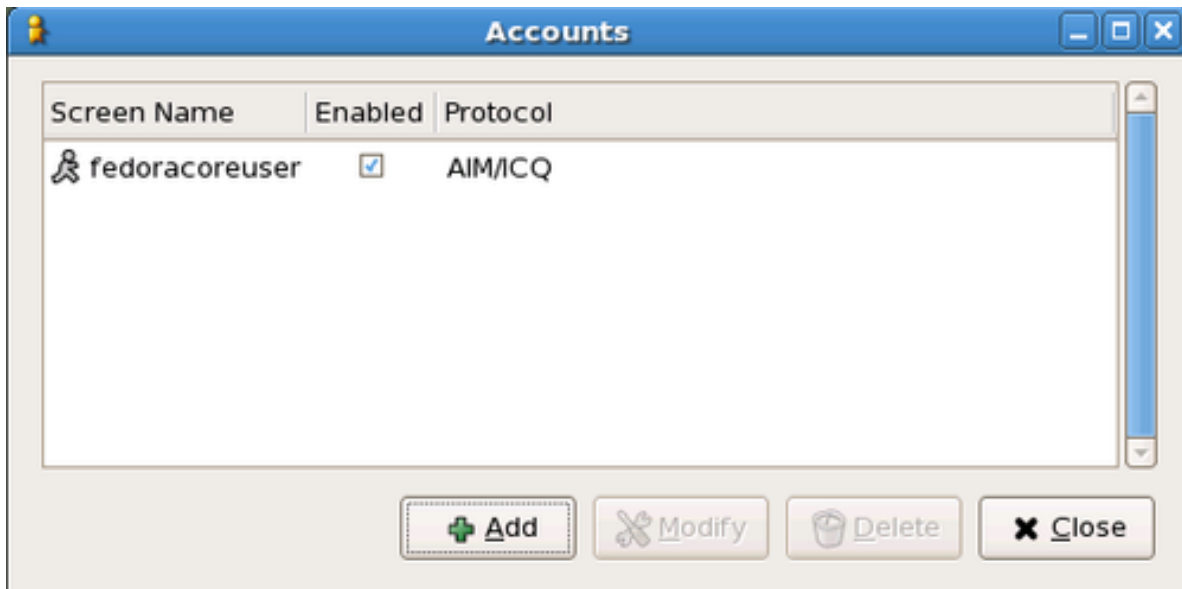 Accounts
Screen Name Enabled Protocol
fedoracoreuser AIM/ICQ
Add Modify Delete Close